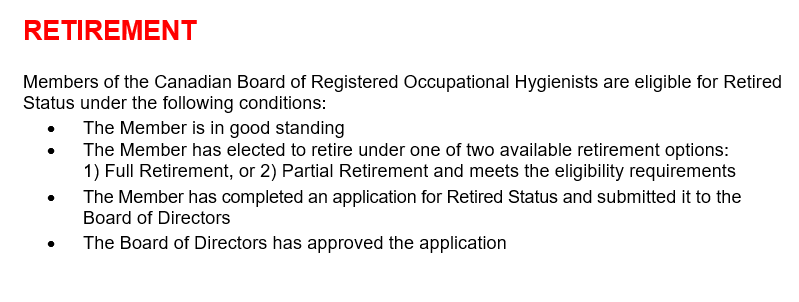 RETIREMENT
Members of the Canadian Board of Registered Occupational Hygienists are eligible for Retired
Status under the following conditions:
• The Member is in good standing
• The Member has elected to retire under one of two available retirement options:
1) Full Retirement, or 2) Partial Retirement and meets the eligibility requirements
• The Member has completed an application for Retired Status and submitted it to the
Board of Directors
• The Board of Directors has approved the application